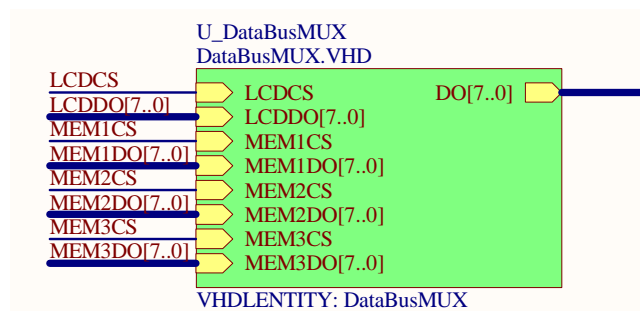 U_DataBusMUX
DataBusMUX.VHD
LCDCS
LCDDO[7..0]
MEM1CS
MEM1DO[7..0]
MEM2CS
MEM2DO[7..0]
MEM3CS
MEM3DO[7..0]
LCDCS DO[7..0]
LCDDO[7..0]
MEM1CS
MEM1DO[7..0]
MEM2CS
MEM2DO[7..0]
MEM3CS
MEM3DO[7..0]
VHDLENTITY: DataBusMUX